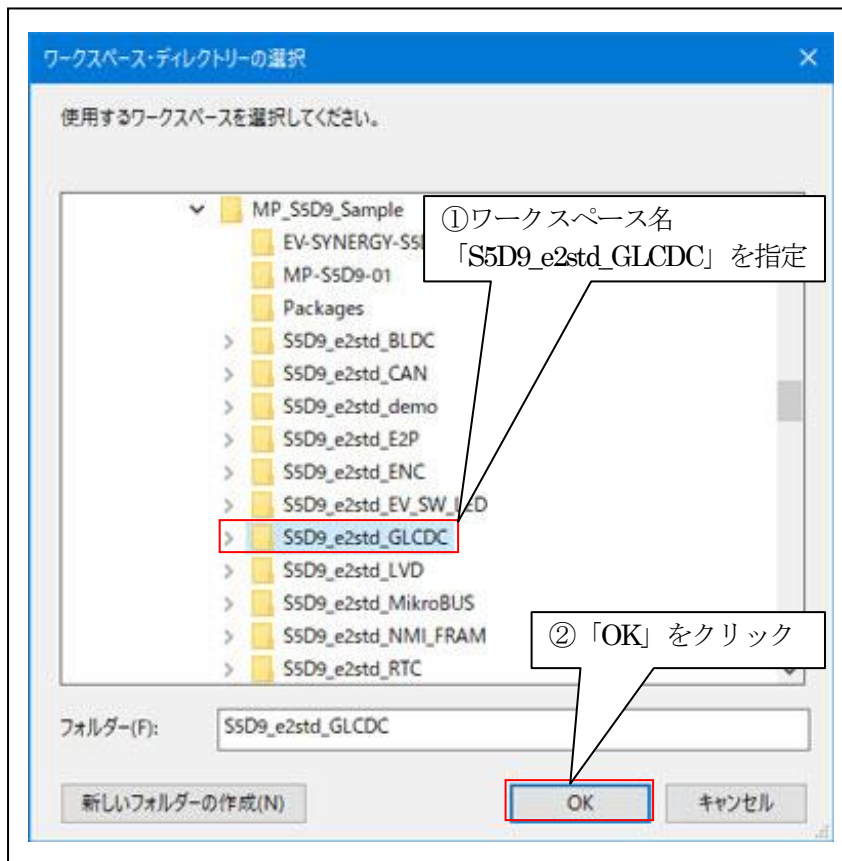 ワークスペース・ディレクトリーの選択
使用するワークスペースを選択してください。
MP_S5D9_Sample
①ワークスペース名
「S5D9_e2std_GLCDC」を指定
EV-SYNERGY-S5
MP-S5D9-01
Packages
S5D9_e2std_BLDC
S5D9_e2std_CAN
S5D9_e2std_demo
S5D9_e2std_E2P
S5D9_e2std_ENC
S5D9_e2std_EV_SW_LED
S5D9_e2std_GLCDC
S5D9_e2std_LVD
S5D9_e2std_MikroBUS
S5D9_e2std_NMI_FRAM
②「OK」をクリック
S5D9_e2std_RTC
フォルダー(F):
S5D9_e2std_GLCDC
新しいフォルダーの作成(N)
OK
キャンセル